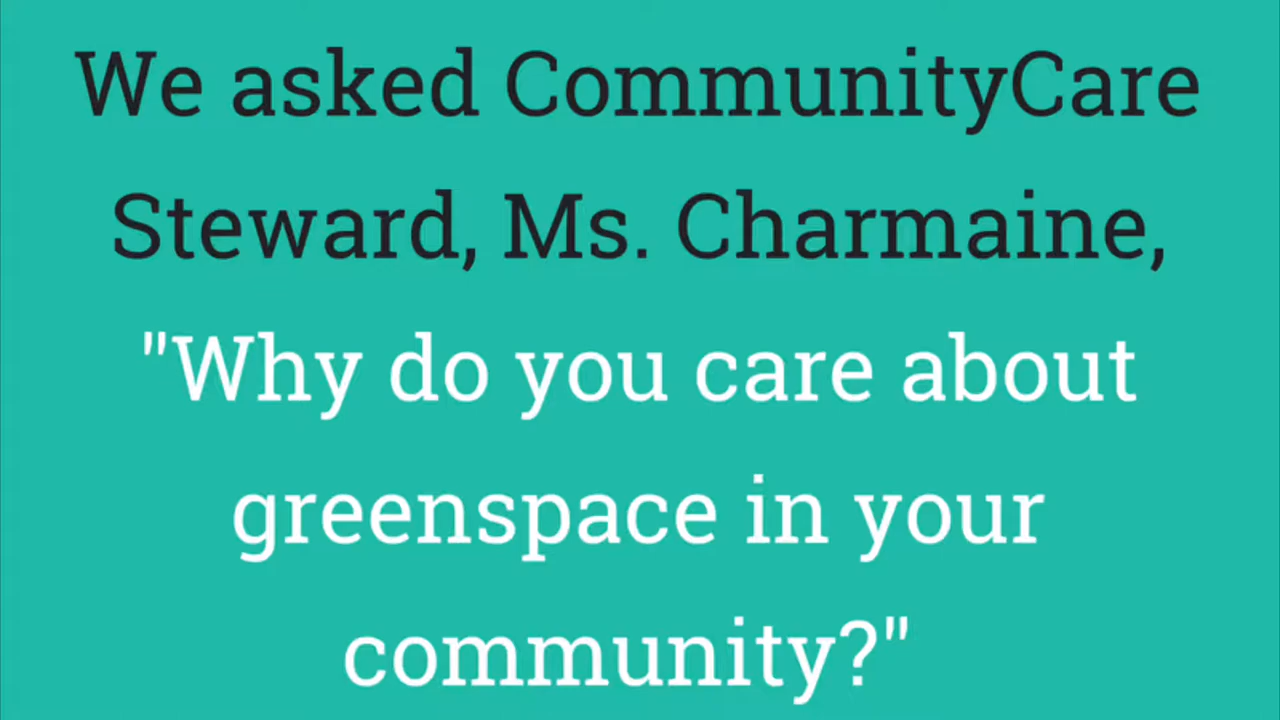 We asked CommunityCare
Steward, Ms. Charmaine,
"Why do you care about
greenspace in your
community?"